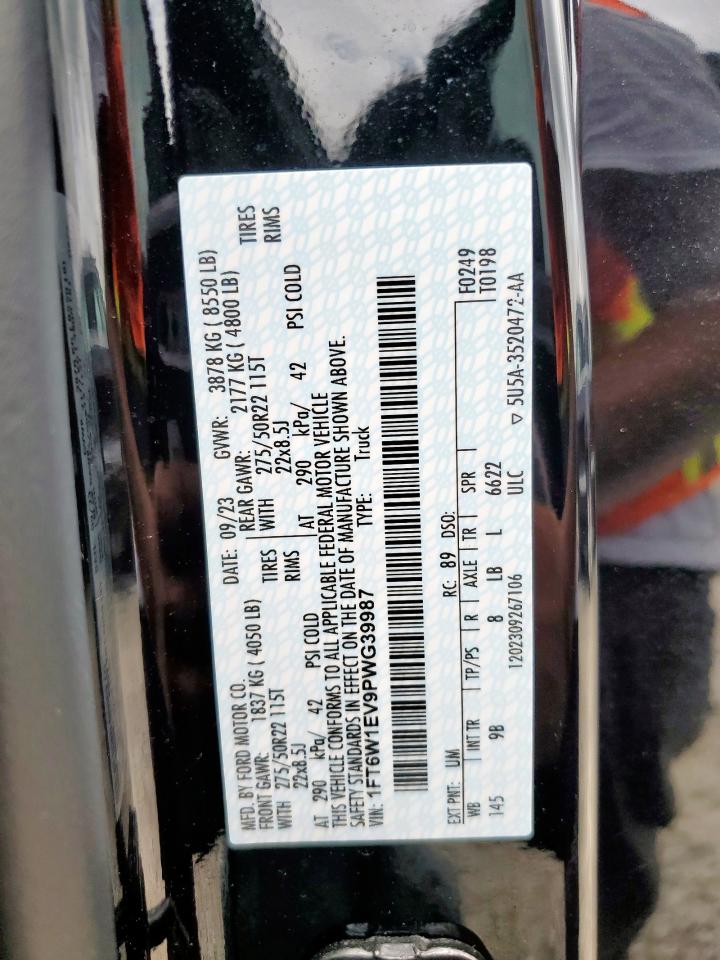 MFD. BY FORD MOTOR CO. DATE: 09/23 GVWR: 3878 KG ( 8550 LB)
FRONT GAWR: 1837 KG ( 4050 LB) REAR GAWR: 2177 KG ( 4800 LB)
WITH 275/50R22 115T TIRES WITH 275/50R22 115T TIRES
22x8.5J RIMS 22x8.5J RIMS
AT 290 kPa/ 42 PSI COLD AT 290 kPa/ 42 PSI COLD
THIS VEHICLE CONFORMS TO ALL APPLICABLE FEDERAL MOTOR VEHICLE
SAFETY STANDARDS IN EFFECT ON THE DATE OF MANUFACTURE SHOWN ABOVE.
VIN: 1FT6W1EV9PWG39987 TYPE: Truck
EXT PNT: UM RC: 89 DSO: F0249
WB INT TR TP/PS R AXLE TR SPR T0198
145 9B 8 LB L 6622
1202309267106 ULC ▽ 5U5A-3520472-AA